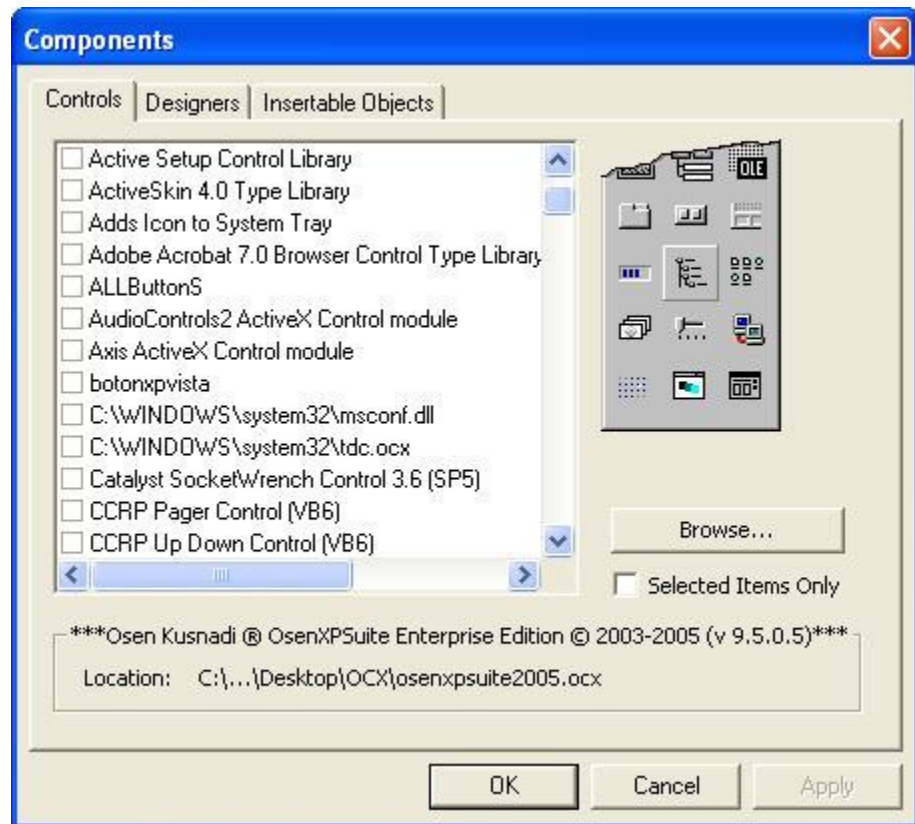 Components
Controls Designers Insertable Objects
Active Setup Control Library
ActiveSkin 4.0 Type Library
Adds Icon to System Tray
Adobe Acrobat 7.0 Browser Control Type Library
ALLButtonS
AudioControls2 ActiveX Control module
Axis ActiveX Control module
botonxpvista
C:\WINDOWS\system32\msconf.dll
C:\WINDOWS\system32\tdc.ocx
Catalyst SocketWrench Control 3.6 (SP5)
CCRP Pager Control (VB6)
CCRP Up Down Control (VB6)
OLE
Browse...
Selected Items Only
***Osen Kusnadi ® OsenXPSuite Enterprise Edition © 2003-2005 (v 9.5.0.5)***
Location: C:\...\Desktop\OCX\osenxpsuite2005.ocx
OK Cancel Apply